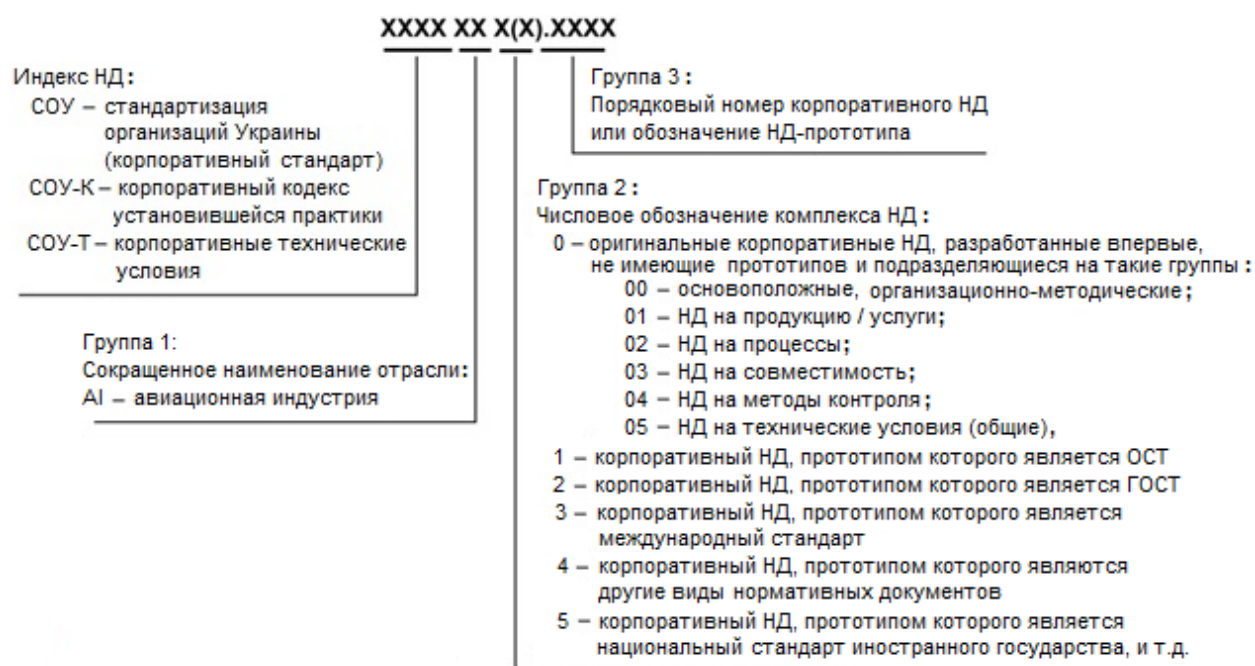 XXXX XX X(X).XXXX
Индекс НД:
СОУ – стандартизация
организаций Украины
(корпоративный стандарт)
СОУ-К – корпоративный кодекс
установившейся практики
СОУ-Т – корпоративные технические
условия
Группа 1:
Сокращенное наименование отрасли:
AI – авиационная индустрия
Группа 3:
Порядковый номер корпоративного НД
или обозначение НД-прототипа
Группа 2:
Числовое обозначение комплекса НД:
0 – оригинальные корпоративные НД, разработанные впервые,
не имеющие прототипов и подразделяющиеся на такие группы:
00 – основоположные, организационно-методические;
01 – НД на продукцию / услуги;
02 – НД на процессы;
03 – НД на совместимость;
04 – НД на методы контроля;
05 – НД на технические условия (общие),
1 – корпоративный НД, прототипом которого является ОСТ
2 – корпоративный НД, прототипом которого является ГОСТ
3 – корпоративный НД, прототипом которого является
международный стандарт
4 – корпоративный НД, прототипом которого являются
другие виды нормативных документов
5 – корпоративный НД, прототипом которого является
национальный стандарт иностранного государства, и т.д.